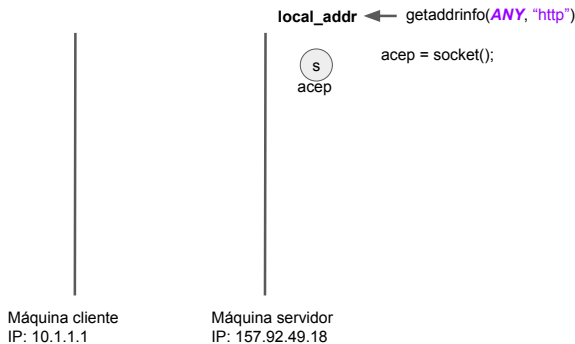 local_addr getaddrinfo(ANY, “http”)
s acep = socket();
acep
Máquina cliente
IP: 10.1.1.1
Máquina servidor
IP: 157.92.49.18